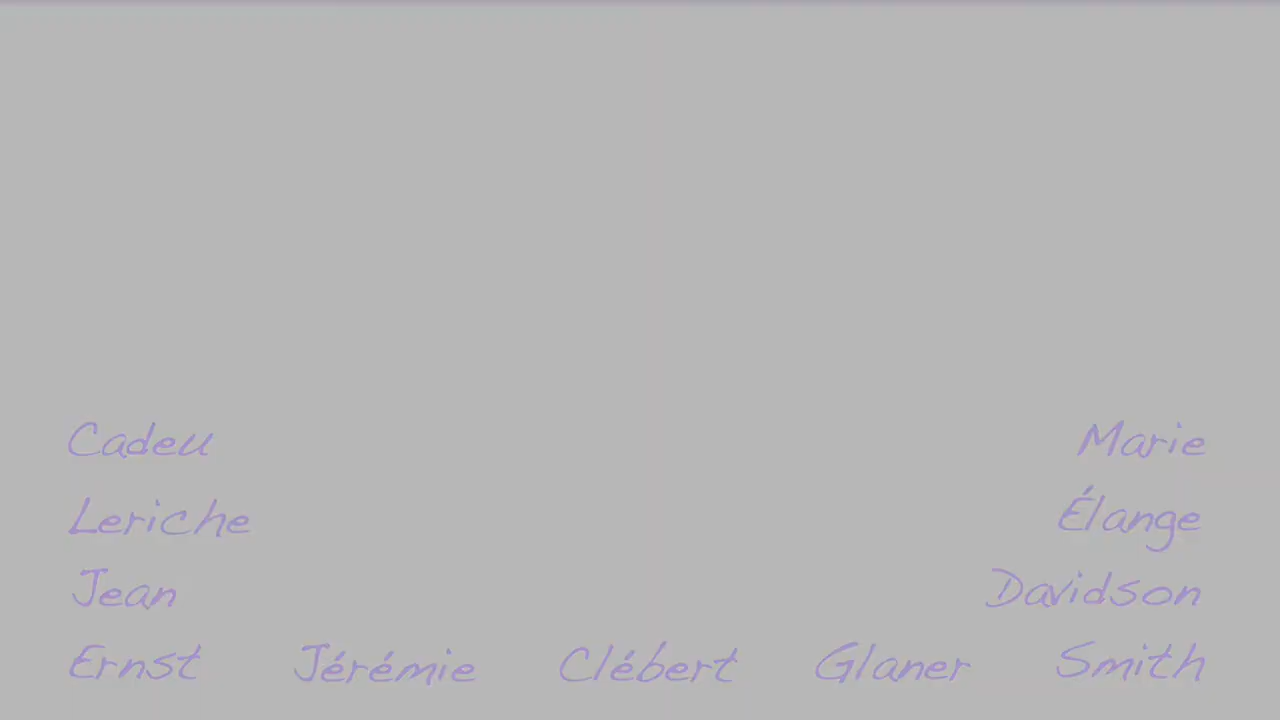 Cadeu Marie
Leriche Élange
Jean Davidson
Ernst Jérémie Clébert Glaner Smith